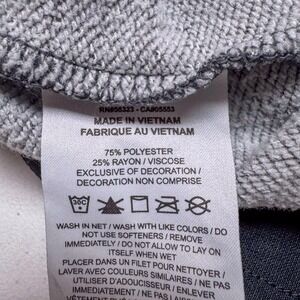 RN#56323 - CA#05553
MADE IN VIETNAM
FABRIQUE AU VIETNAM
75% POLYESTER
25% RAYON / VISCOSE
EXCLUSIVE OF DECORATION /
DECORATION NON COMPRISE
30C
WASH IN NET / WASH WITH LIKE COLORS / DO
NOT USE SOFTENERS / REMOVE
IMMEDIATELY / DO NOT ALLOW TO LAY ON
ITSELF WHEN WET
PLACER DANS UN FILET POUR NETTOYER /
LAVER AVEC COULEURS SIMILAIRES / NE PAS
UTILISER D'ADOUCISSEUR / ENLEVER
IMMÉDIATEMENT / NE PAS LAISSER